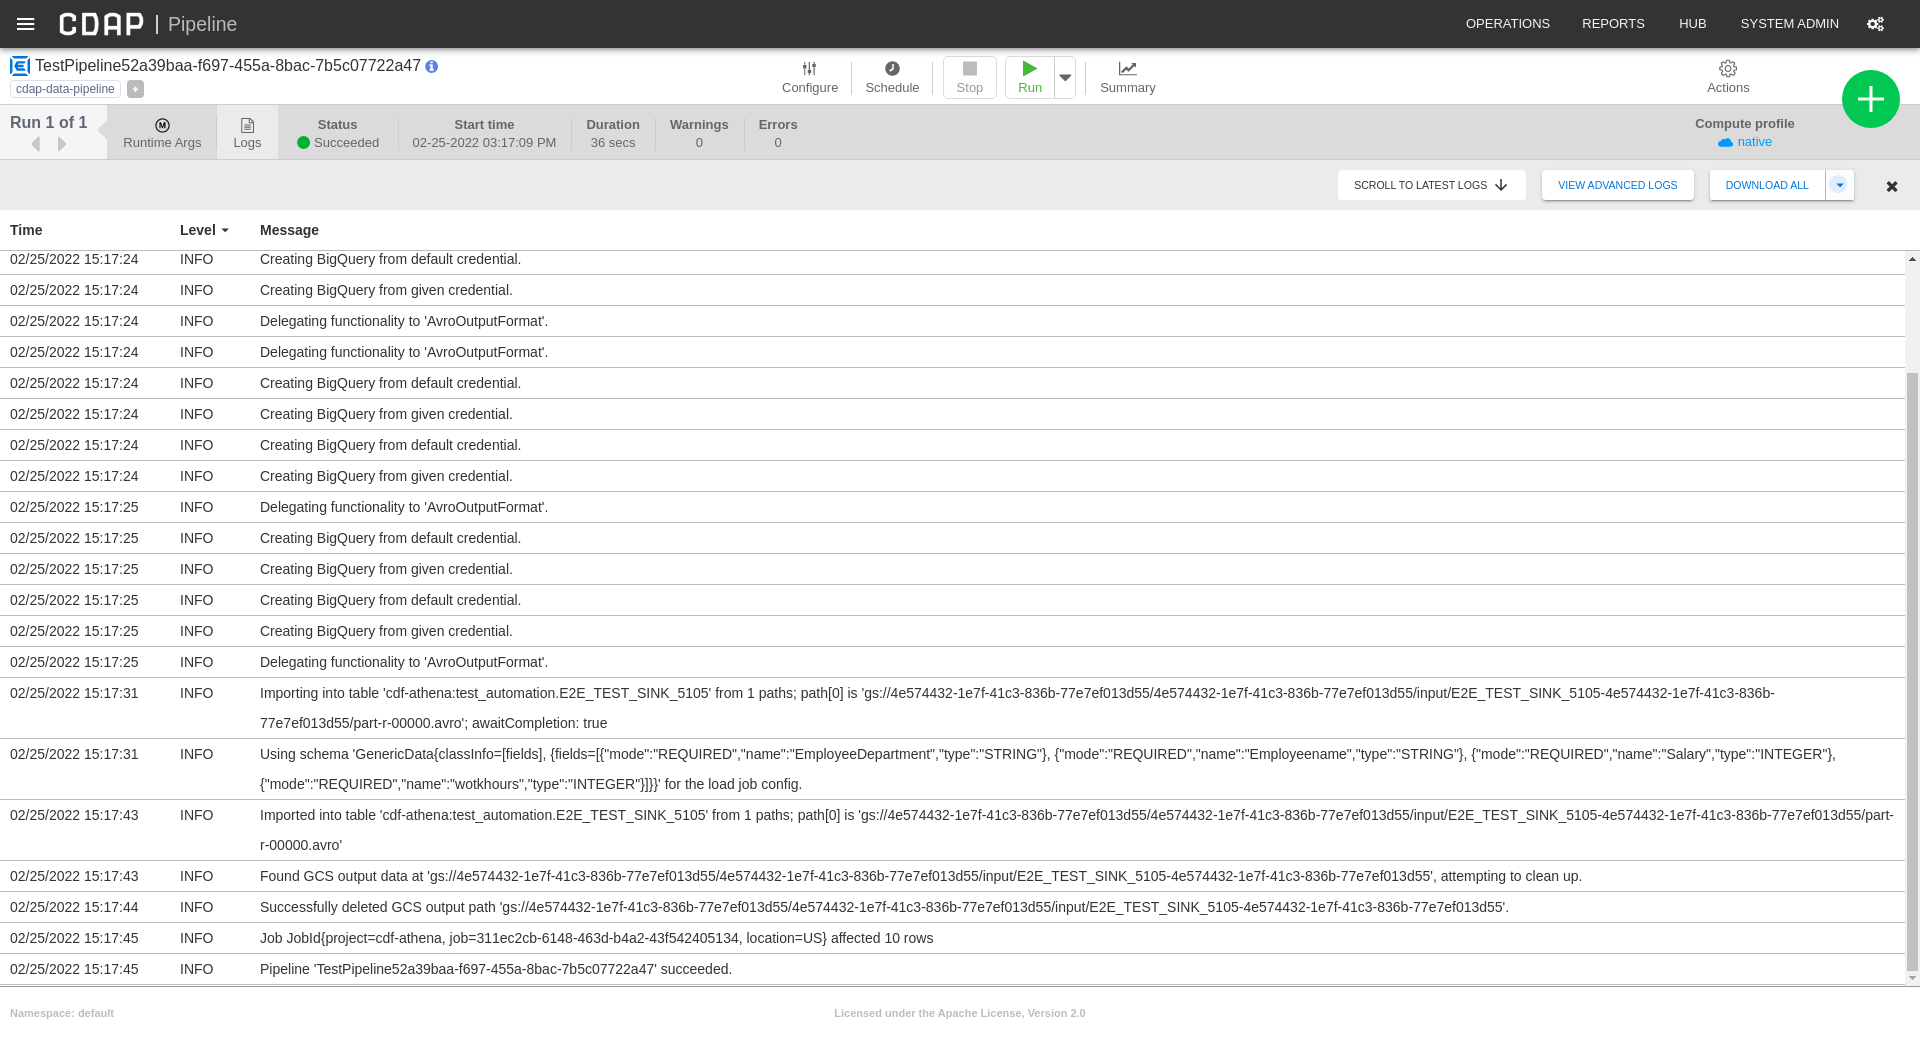 CDAP | Pipeline
OPERATIONS REPORTS HUB SYSTEM ADMIN
TestPipeline52a39baa-f697-455a-8bac-7b5c07722a47
cdap-data-pipeline +
Configure Schedule Stop Run Summary Actions
Run 1 of 1
Runtime Args
Logs
Status
Succeeded
Start time
02-25-2022 03:17:09 PM
Duration
36 secs
Warnings
0
Errors
0
Compute profile
native
SCROLL TO LATEST LOGS VIEW ADVANCED LOGS DOWNLOAD ALL
Time Level Message
02/25/2022 15:17:24 INFO Creating BigQuery from default credential.
02/25/2022 15:17:24 INFO Creating BigQuery from given credential.
02/25/2022 15:17:24 INFO Delegating functionality to 'AvroOutputFormat'.
02/25/2022 15:17:24 INFO Delegating functionality to 'AvroOutputFormat'.
02/25/2022 15:17:24 INFO Creating BigQuery from default credential.
02/25/2022 15:17:24 INFO Creating BigQuery from given credential.
02/25/2022 15:17:24 INFO Creating BigQuery from default credential.
02/25/2022 15:17:24 INFO Creating BigQuery from given credential.
02/25/2022 15:17:25 INFO Delegating functionality to 'AvroOutputFormat'.
02/25/2022 15:17:25 INFO Creating BigQuery from default credential.
02/25/2022 15:17:25 INFO Creating BigQuery from given credential.
02/25/2022 15:17:25 INFO Creating BigQuery from default credential.
02/25/2022 15:17:25 INFO Creating BigQuery from given credential.
02/25/2022 15:17:25 INFO Delegating functionality to 'AvroOutputFormat'.
02/25/2022 15:17:31 INFO Importing into table 'cdf-athena:test_automation.E2E_TEST_SINK_5105' from 1 paths; path[0] is 'gs://4e574432-1e7f-41c3-836b-77e7ef013d55/4e574432-1e7f-41c3-836b-77e7ef013d55/input/E2E_TEST_SINK_5105-4e574432-1e7f-41c3-836b-
77e7ef013d55/part-r-00000.avro'; awaitCompletion: true
02/25/2022 15:17:31 INFO Using schema 'GenericData{classInfo=[fields], {fields=[{"mode":"REQUIRED","name":"EmployeeDepartment","type":"STRING"}, {"mode":"REQUIRED","name":"Employeename","type":"STRING"}, {"mode":"REQUIRED","name":"Salary","type":"INTEGER"},
{"mode":"REQUIRED","name":"wotkhours","type":"INTEGER"}]}}' for the load job config.
02/25/2022 15:17:43 INFO Imported into table 'cdf-athena:test_automation.E2E_TEST_SINK_5105' from 1 paths; path[0] is 'gs://4e574432-1e7f-41c3-836b-77e7ef013d55/4e574432-1e7f-41c3-836b-77e7ef013d55/input/E2E_TEST_SINK_5105-4e574432-1e7f-41c3-836b-77e7ef013d55/part-
r-00000.avro'
02/25/2022 15:17:43 INFO Found GCS output data at 'gs://4e574432-1e7f-41c3-836b-77e7ef013d55/4e574432-1e7f-41c3-836b-77e7ef013d55/input/E2E_TEST_SINK_5105-4e574432-1e7f-41c3-836b-77e7ef013d55', attempting to clean up.
02/25/2022 15:17:44 INFO Successfully deleted GCS output path 'gs://4e574432-1e7f-41c3-836b-77e7ef013d55/4e574432-1e7f-41c3-836b-77e7ef013d55/input/E2E_TEST_SINK_5105-4e574432-1e7f-41c3-836b-77e7ef013d55'.
02/25/2022 15:17:45 INFO Job JobId{project=cdf-athena, job=311ec2cb-6148-463d-b4a2-43f542405134, location=US} affected 10 rows
02/25/2022 15:17:45 INFO Pipeline 'TestPipeline52a39baa-f697-455a-8bac-7b5c07722a47' succeeded.
Namespace: default Licensed under the Apache License, Version 2.0